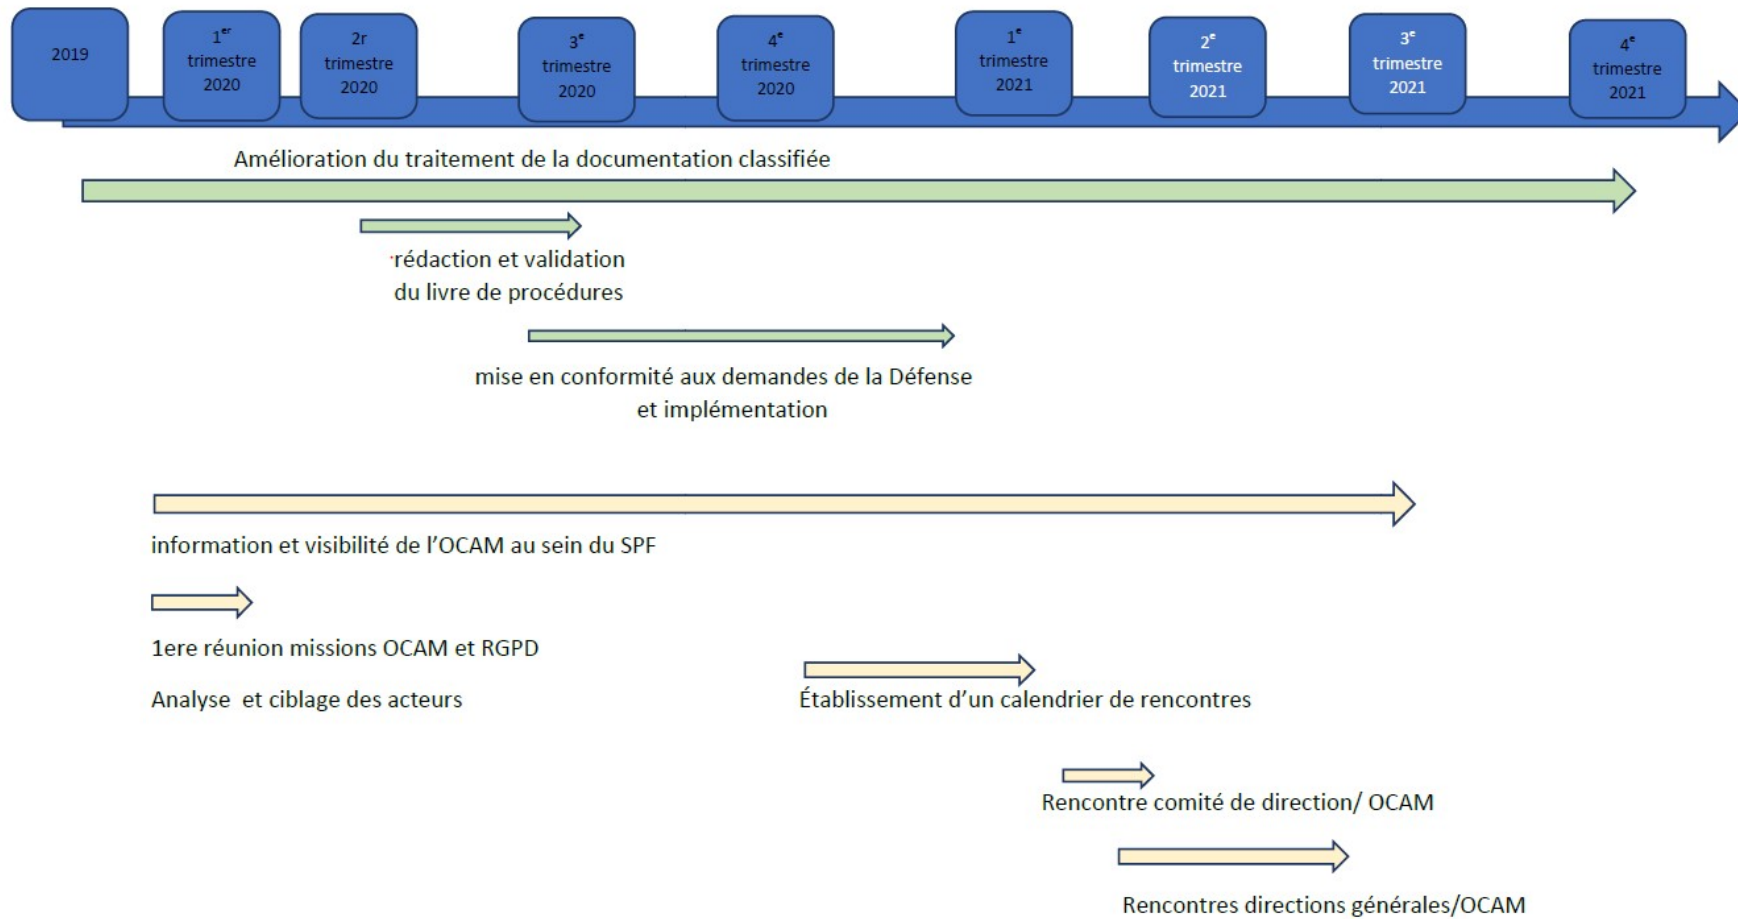 2019
1er
trimestre
2020
2r
trimestre
2020
3e
trimestre
2020
4e
trimestre
2020
1e
trimestre
2021
2e
trimestre
2021
3e
trimestre
2021
4e
trimestre
2021
Amélioration du traitement de la documentation classifiée
rédaction et validation
du livre de procédures
mise en conformité aux demandes de la Défense
et implémentation
information et visibilité de l’OCAM au sein du SPF
1ere réunion missions OCAM et RGPD
Analyse et ciblage des acteurs
Établissement d’un calendrier de rencontres
Rencontre comité de direction/ OCAM
Rencontres directions générales/OCAM